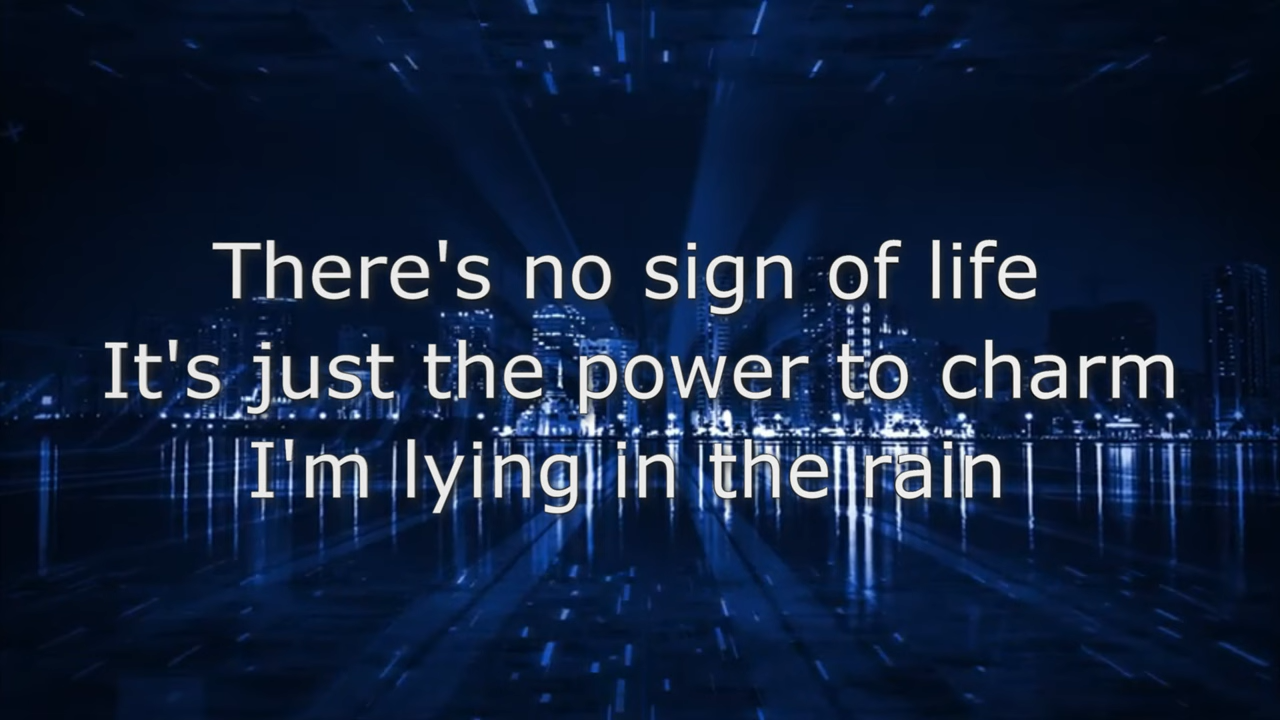 There's no sign of life
It's just the power to charm
I'm lying in the rain